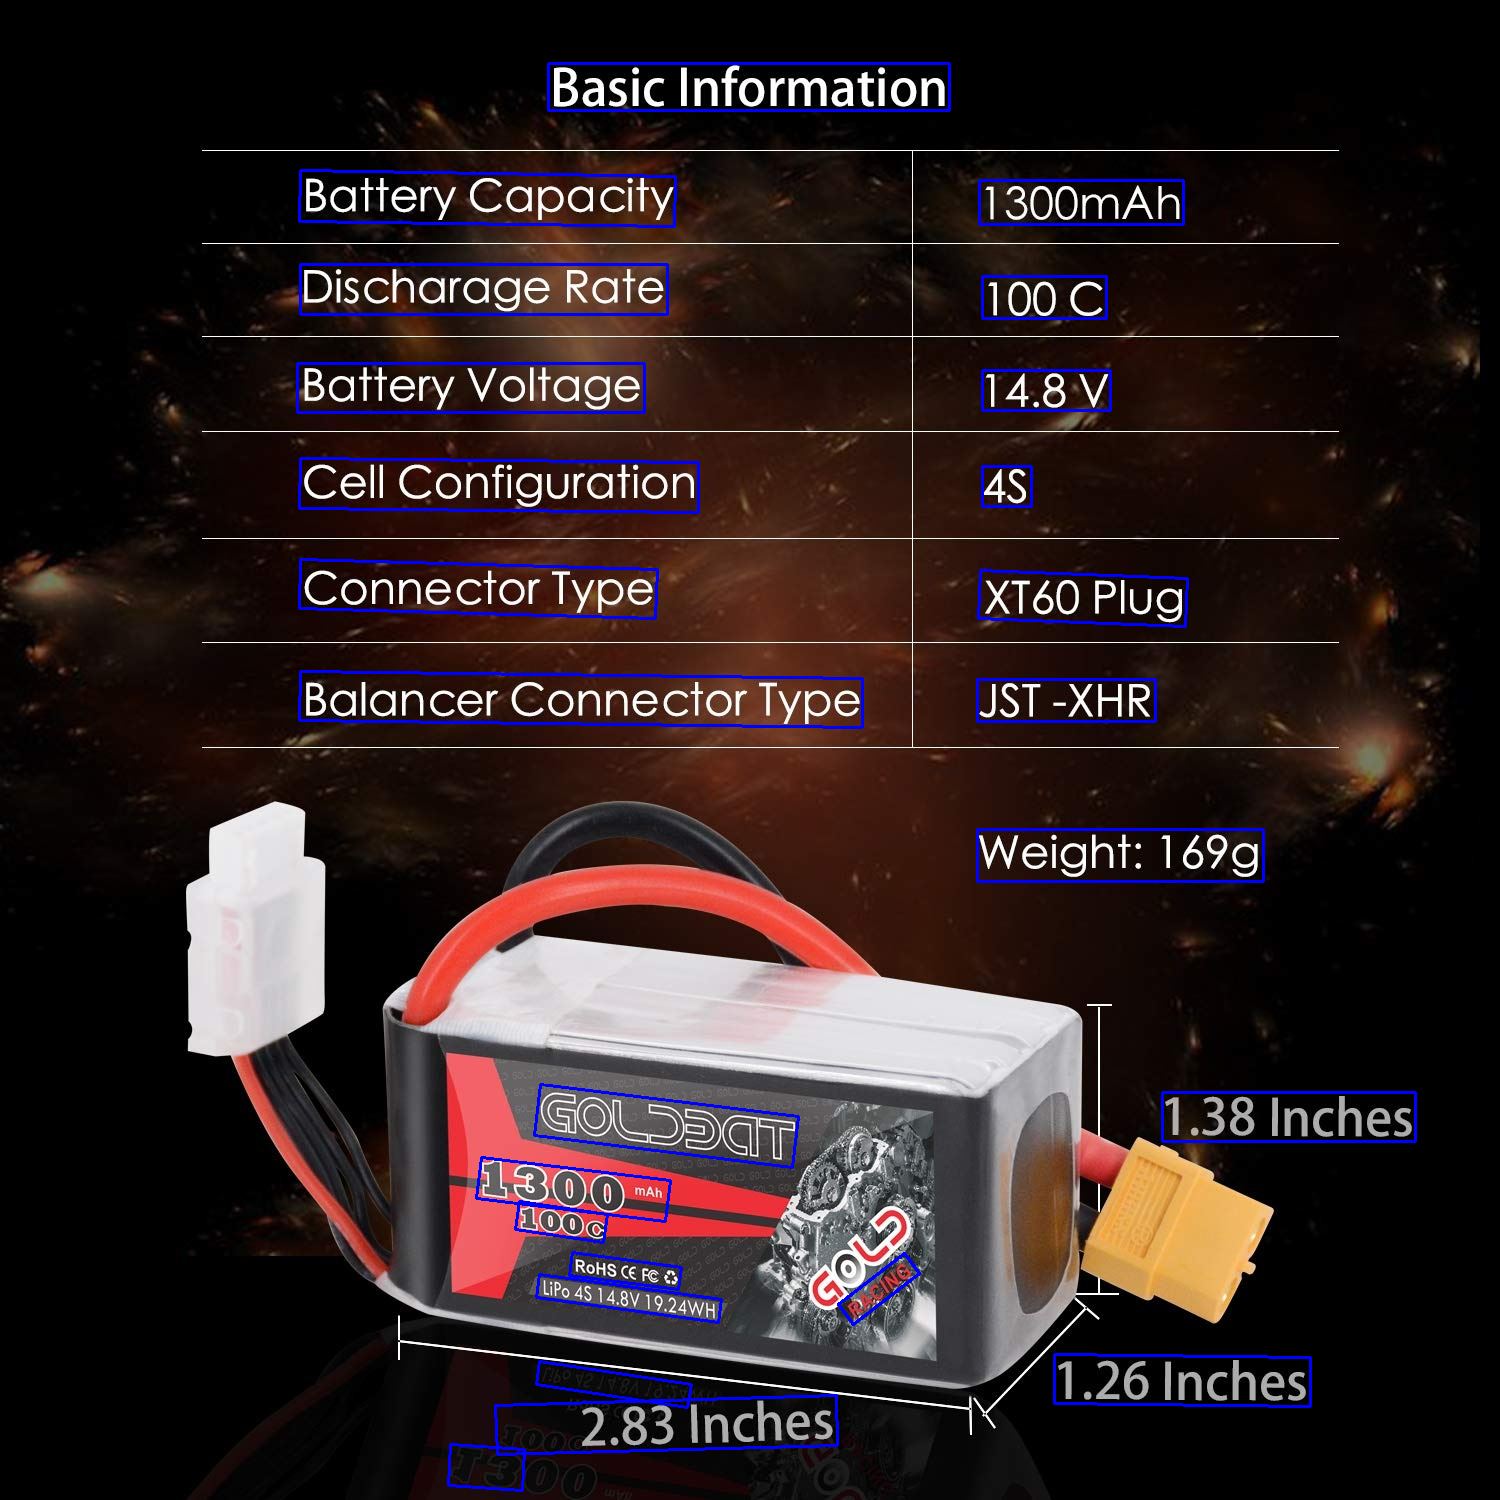 Basic Information
Battery Capacity 1300mAh
Discharage Rate 100 C
Battery Voltage 14.8 V
Cell Configuration 4S
Connector Type XT60 Plug
Balancer Connector Type JST -XHR
Weight: 169g
GOLDBAT
1300 mAh
100C
GOLD
RACING
RoHS CE FC
LiPo 4S 14.8V 19.24WH
1.38 Inches
1.26 Inches
2.83 Inches